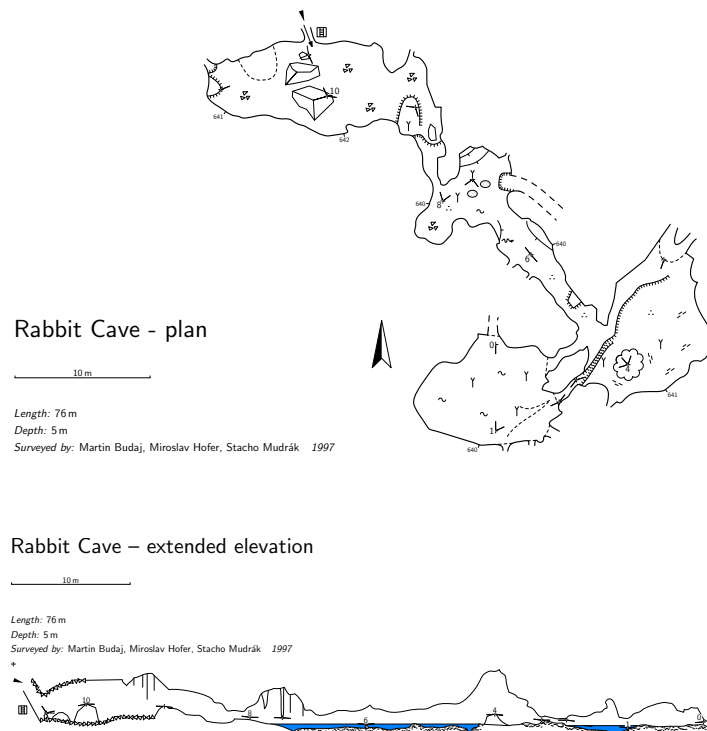 10
641
642
640
8
640
6
Rabbit Cave - plan
0
4
10 m
641
Length: 76 m
Depth: 5 m
1
Surveyed by: Martin Budaj, Miroslav Hofer, Stacho Mudrák 1997
640
Rabbit Cave – extended elevation
10 m
Length: 76 m
Depth: 5 m
Surveyed by: Martin Budaj, Miroslav Hofer, Stacho Mudrák 1997
10
8
6
4
1
0